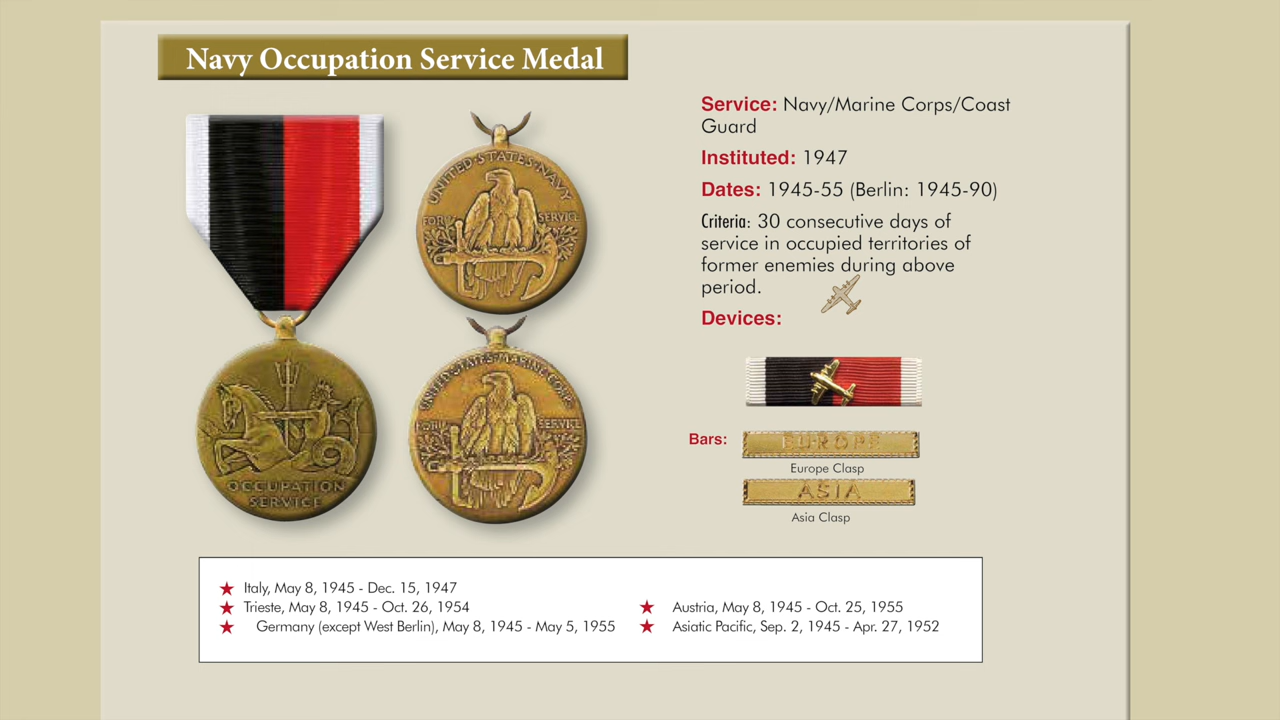 Navy Occupation Service Medal
Service: Navy/Marine Corps/Coast
Guard
Instituted: 1947
Dates: 1945-55 (Berlin: 1945-90)
Criteria: 30 consecutive days of
service in occupied territories of
former enemies during above
period.
Devices:
UNITED·STATES·NAVY
FOR SERVICE
UNITED·STATES·MARINE·CORPS
FOR SERVICE
OCCUPATION
SERVICE
Bars:
EUROPE
Europe Clasp
ASIA
Asia Clasp
Italy, May 8, 1945 - Dec. 15, 1947
Trieste, May 8, 1945 - Oct. 26, 1954
Germany (except West Berlin), May 8, 1945 - May 5, 1955
Austria, May 8, 1945 - Oct. 25, 1955
Asiatic Pacific, Sep. 2, 1945 - Apr. 27, 1952